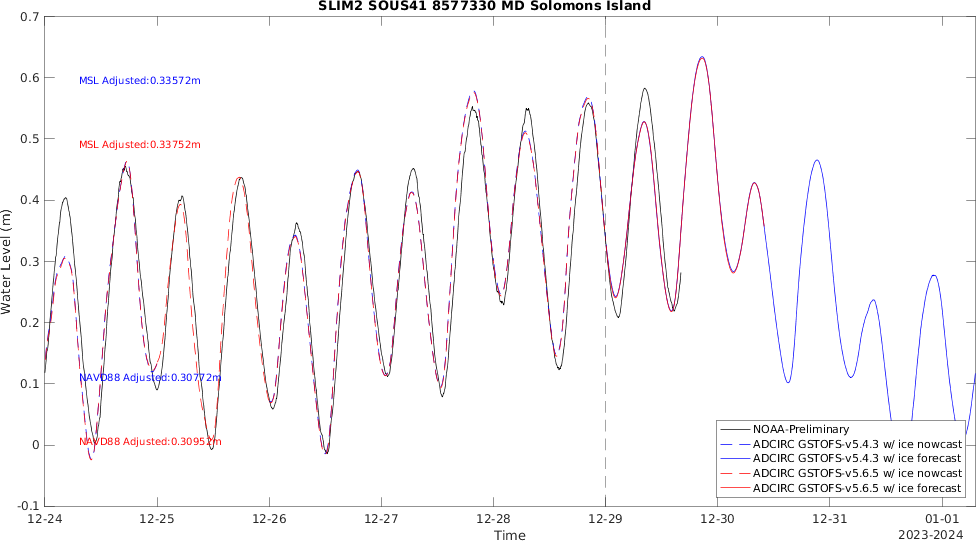 SLIM2 SOUS41 8577330 MD Solomons Island
0.7
0.6
0.5
0.4
0.3
0.2
0.1
0
-0.1
Water Level (m)
MSL Adjusted:0.33572m
MSL Adjusted:0.33752m
NAVD88 Adjusted:0.30772m
NAVD88 Adjusted:0.30952m
NOAA-Preliminary
ADCIRC GSTOFS-v5.4.3 w/ ice nowcast
ADCIRC GSTOFS-v5.4.3 w/ ice forecast
ADCIRC GSTOFS-v5.6.5 w/ ice nowcast
ADCIRC GSTOFS-v5.6.5 w/ ice forecast
12-24 12-25 12-26 12-27 12-28 12-29 12-30 12-31 01-01
Time
2023-2024